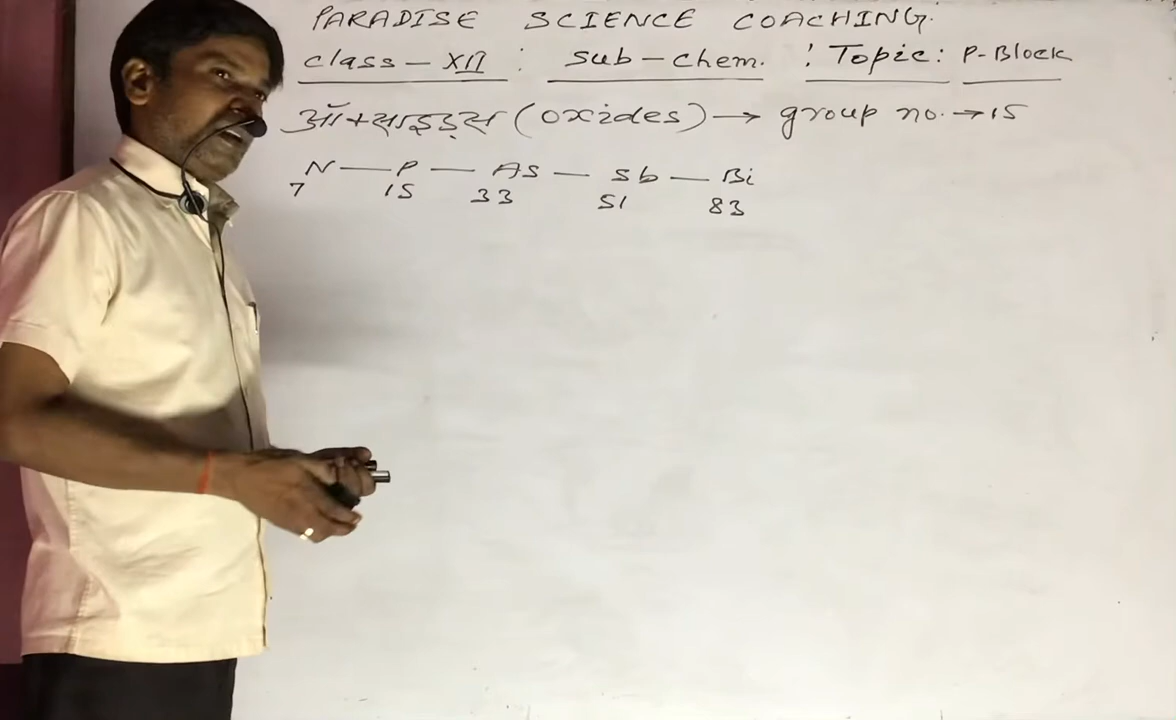 PARADISE SCIENCE COACHING.
class - XII : sub - chem. : Topic: P-Block
ऑक्साइड्स (oxides) → group no. → 15
N — P — As — Sb — Bi
7 15 33 51 83